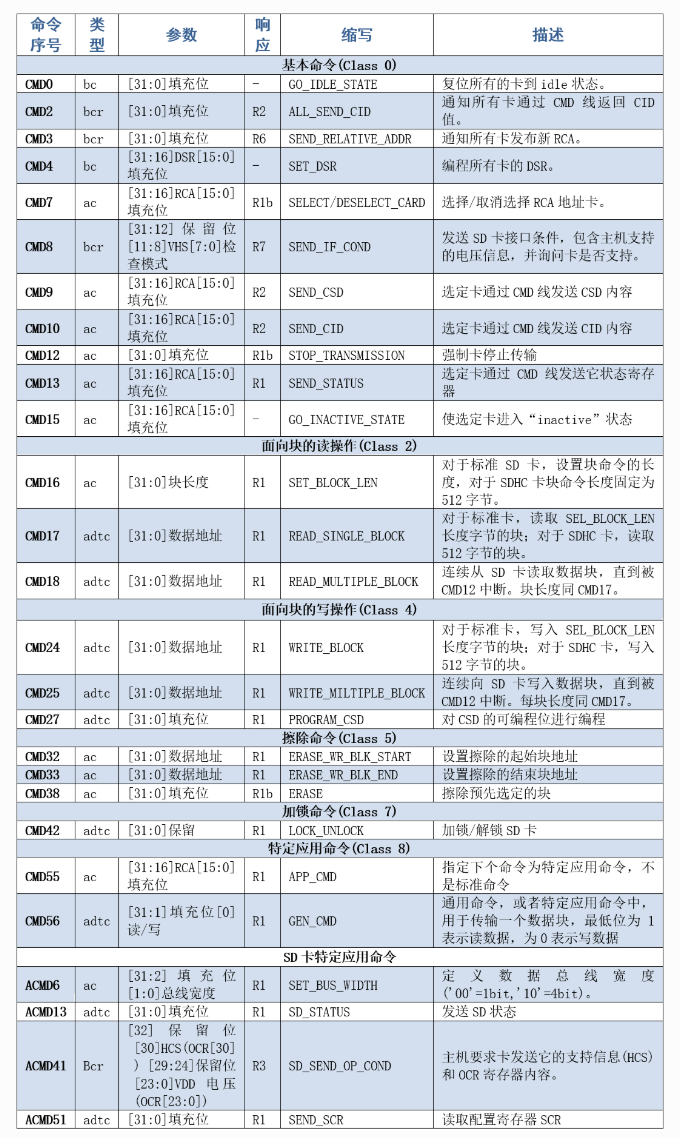 命令序号 类型 参数 响应 缩写 描述
基本命令(Class 0)
CMD0 bc [31:0]填充位 - GO_IDLE_STATE 复位所有的卡到 idle 状态。
CMD2 bcr [31:0]填充位 R2 ALL_SEND_CID 通知所有卡通过 CMD 线返回 CID 值。
CMD3 bcr [31:0]填充位 R6 SEND_RELATIVE_ADDR 通知所有卡发布新 RCA。
CMD4 bc [31:16]DSR[15:0]填充位 - SET_DSR 编程所有卡的 DSR。
CMD7 ac [31:16]RCA[15:0]填充位 R1b SELECT/DESELECT_CARD 选择/取消选择 RCA 地址卡。
CMD8 bcr [31:12]保留位[11:8]VHS[7:0]检查模式 R7 SEND_IF_COND 发送 SD 卡接口条件，包含主机支持的电压信息，并询问卡是否支持。
CMD9 ac [31:16]RCA[15:0]填充位 R2 SEND_CSD 选定卡通过 CMD 线发送 CSD 内容
CMD10 ac [31:16]RCA[15:0]填充位 R2 SEND_CID 选定卡通过 CMD 线发送 CID 内容
CMD12 ac [31:0]填充位 R1b STOP_TRANSMISSION 强制卡停止传输
CMD13 ac [31:16]RCA[15:0]填充位 R1 SEND_STATUS 选定卡通过 CMD 线发送它状态寄存器
CMD15 ac [31:16]RCA[15:0]填充位 - GO_INACTIVE_STATE 使选定卡进入“inactive”状态
面向块的读操作(Class 2)
CMD16 ac [31:0]块长度 R1 SET_BLOCK_LEN 对于标准 SD 卡，设置块命令的长度，对于 SDHC 卡块命令长度固定为 512 字节。
CMD17 adtc [31:0]数据地址 R1 READ_SINGLE_BLOCK 对于标准卡，读取 SEL_BLOCK_LEN 长度字节的块；对于 SDHC 卡，读取 512 字节的块。
CMD18 adtc [31:0]数据地址 R1 READ_MULTIPLE_BLOCK 连续从 SD 卡读取数据块，直到被 CMD12 中断。块长度同 CMD17。
面向块的写操作(Class 4)
CMD24 adtc [31:0]数据地址 R1 WRITE_BLOCK 对于标准卡，写入 SEL_BLOCK_LEN 长度字节的块；对于 SDHC 卡，写入 512 字节的块。
CMD25 adtc [31:0]数据地址 R1 WRITE_MILTIPLE_BLOCK 连续向 SD 卡写入数据块，直到被 CMD12 中断。每块长度同 CMD17。
CMD27 adtc [31:0]填充位 R1 PROGRAM_CSD 对 CSD 的可编程位进行编程
擦除命令(Class 5)
CMD32 ac [31:0]数据地址 R1 ERASE_WR_BLK_START 设置擦除的起始块地址
CMD33 ac [31:0]数据地址 R1 ERASE_WR_BLK_END 设置擦除的结束块地址
CMD38 ac [31:0]填充位 R1b ERASE 擦除预先选定的块
加锁命令(Class 7)
CMD42 adtc [31:0]保留 R1 LOCK_UNLOCK 加锁/解锁 SD 卡
特定应用命令(Class 8)
CMD55 ac [31:16]RCA[15:0]填充位 R1 APP_CMD 指定下个命令为特定应用命令，不是标准命令
CMD56 adtc [31:1]填充位[0]读/写 R1 GEN_CMD 通用命令，或者特定应用命令中，用于传输一个数据块，最低位为 1 表示读数据，为 0 表示写数据
SD 卡特定应用命令
ACMD6 ac [31:2]填充位[1:0]总线宽度 R1 SET_BUS_WIDTH 定义数据总线宽度('00'=1bit,'10'=4bit)。
ACMD13 adtc [31:0]填充位 R1 SD_STATUS 发送 SD 状态
ACMD41 Bcr [32]保留位[30]HCS(OCR[30])[29:24]保留位[23:0]VDD 电压(OCR[23:0]) R3 SD_SEND_OP_COND 主机要求卡发送它的支持信息(HCS)和 OCR 寄存器内容。
ACMD51 adtc [31:0]填充位 R1 SEND_SCR 读取配置寄存器 SCR